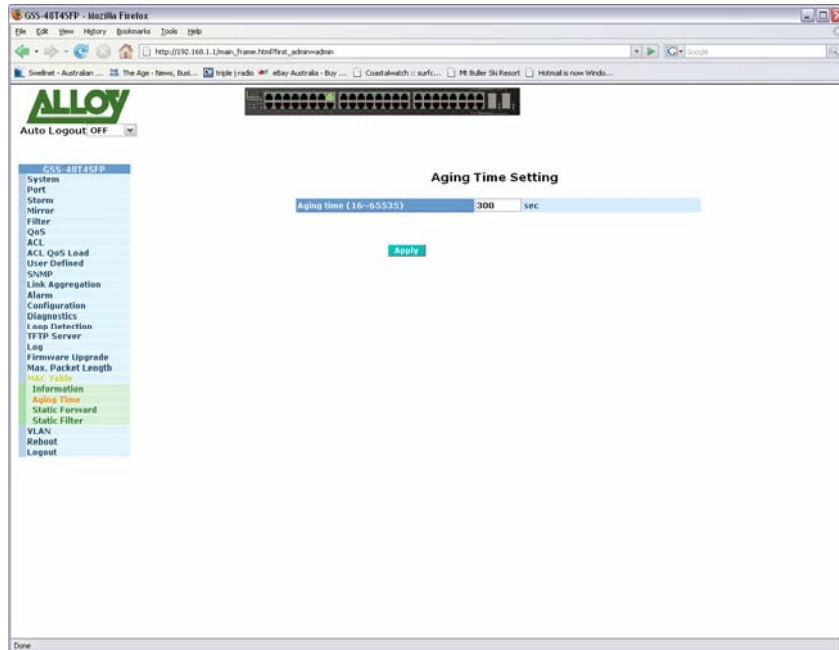 GSS-48T4SFP - Mozilla Firefox
File Edit View History Bookmarks Tools Help
http://192.168.1.1/main_frame.html?first_admin=admin
Google
Swellnet - Australian ... The Age - News, Busi... triple j radio eBay Australia - Buy ... Coastalwatch :: surfc... Mt Buller Ski Resort Hotmail is now Windo...
ALLOY
Auto Logout OFF
GSS-48T4SFP
System
Port
Storm
Mirror
Filter
QoS
ACL
ACL QoS Load
User Defined
SNMP
Link Aggregation
Alarm
Configuration
Diagnostics
Loop Detection
TFTP Server
Log
Firmware Upgrade
Max. Packet Length
MAC Table
Information
Aging Time
Static Forward
Static Filter
VLAN
Reboot
Logout
Aging Time Setting
Aging time (16~65535) 300 sec
Apply
Done